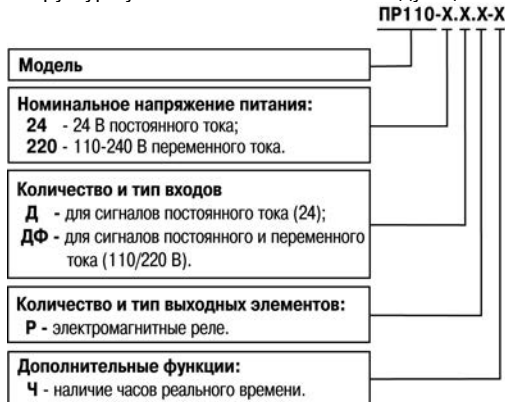 ПР110-Х.Х.Х-Х
Модель
Номинальное напряжение питания:
24 - 24 В постоянного тока;
220 - 110-240 В переменного тока.
Количество и тип входов
Д - для сигналов постоянного тока (24);
ДФ - для сигналов постоянного и переменного
тока (110/220 В).
Количество и тип выходных элементов:
Р - электромагнитные реле.
Дополнительные функции:
Ч - наличие часов реального времени.